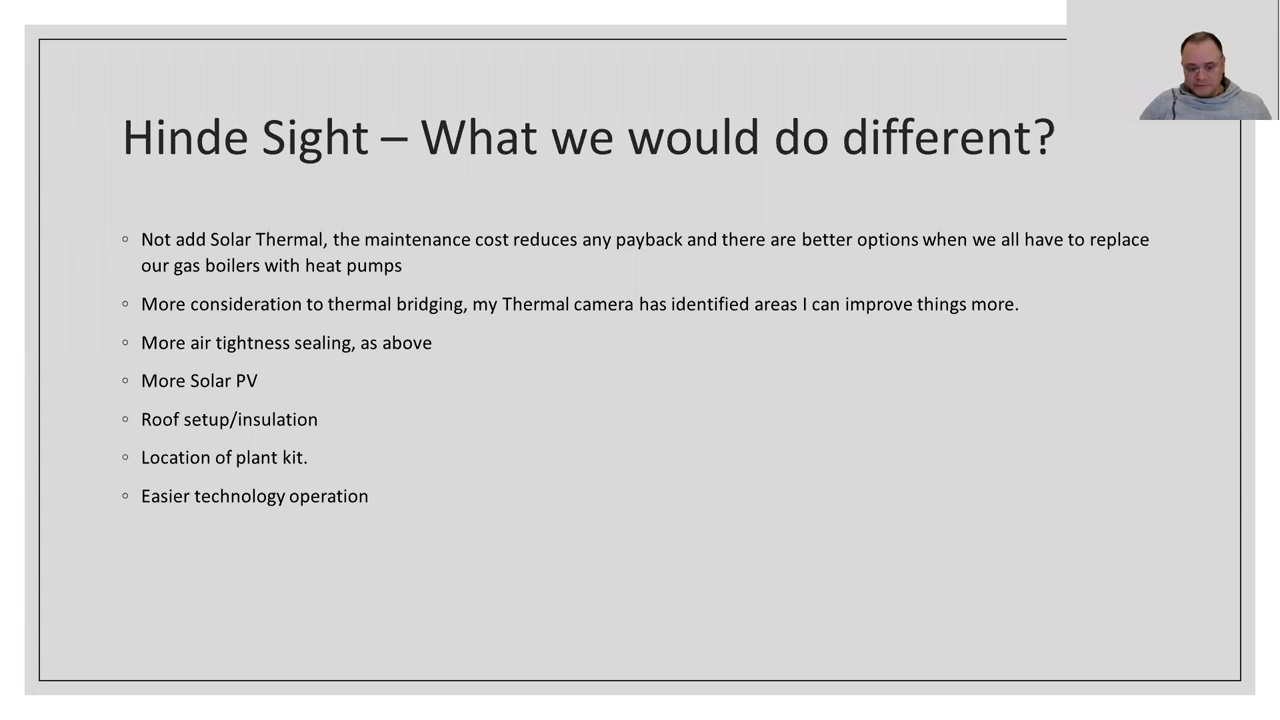 Hinde Sight – What we would do different?
◦ Not add Solar Thermal, the maintenance cost reduces any payback and there are better options when we all have to replace
our gas boilers with heat pumps
◦ More consideration to thermal bridging, my Thermal camera has identified areas I can improve things more.
◦ More air tightness sealing, as above
◦ More Solar PV
◦ Roof setup/insulation
◦ Location of plant kit.
◦ Easier technology operation